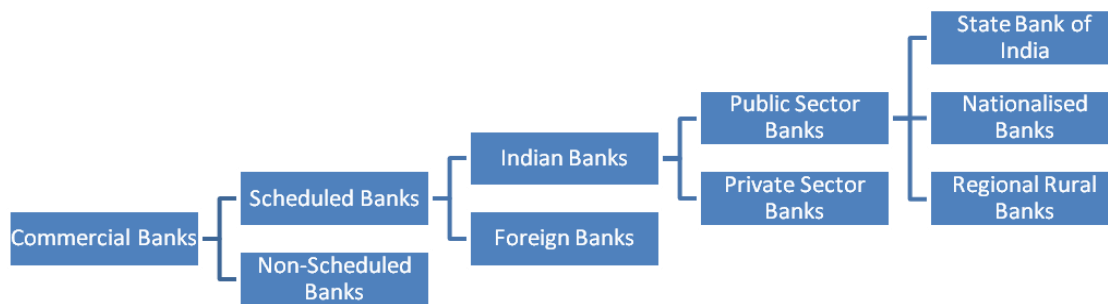 Commercial Banks
Scheduled Banks
Non-Scheduled
Banks
Indian Banks
Foreign Banks
Public Sector
Banks
Private Sector
Banks
State Bank of
India
Nationalised
Banks
Regional Rural
Banks